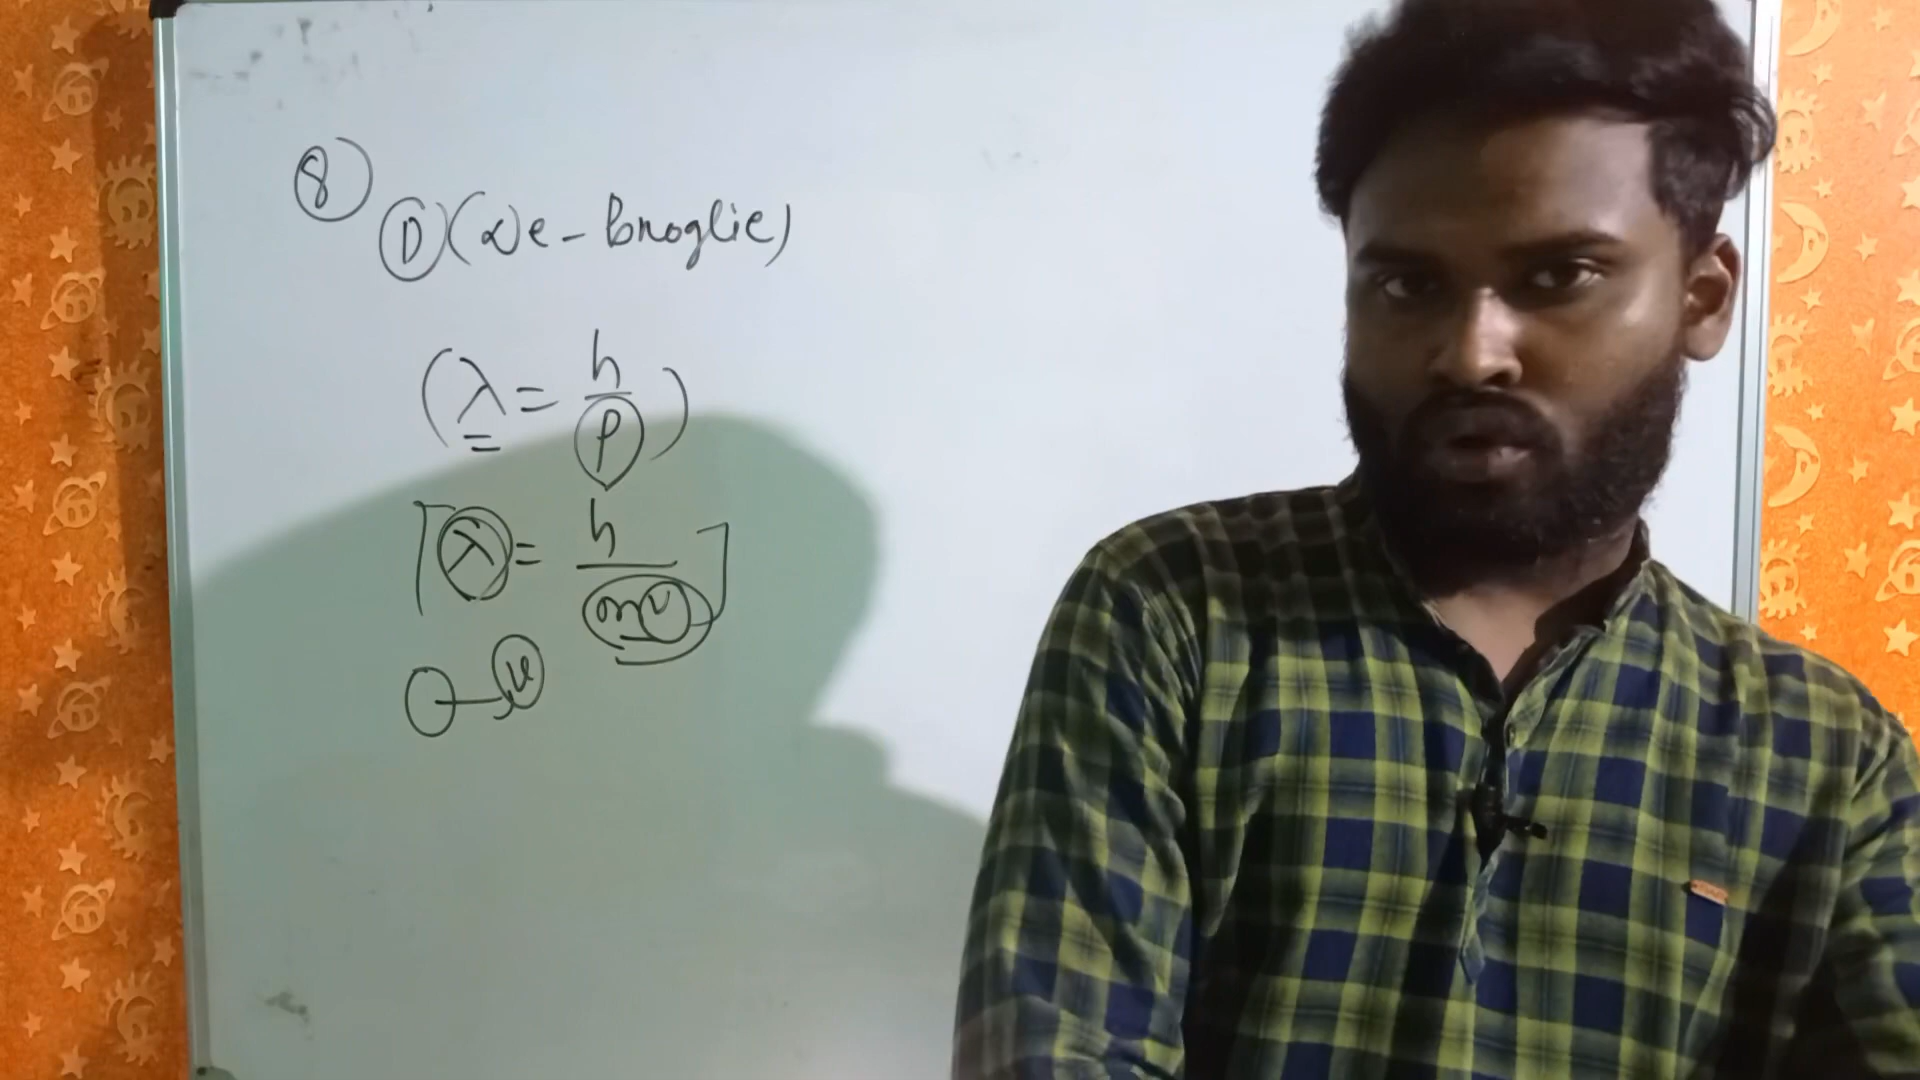 8
D (De-broglie)
(λ = h/p)
[λ = h/mv]
v